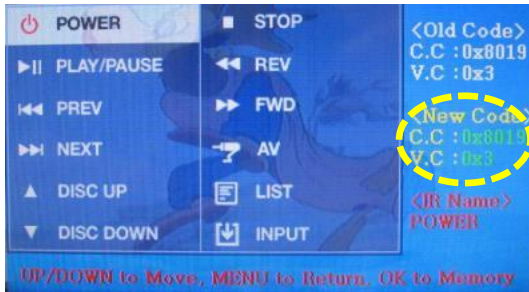 POWER
PLAY/PAUSE
PREV
NEXT
DISC UP
DISC DOWN
STOP
REV
FWD
AV
LIST
INPUT
<Old Code>
C.C :0x8019
V.C :0x3
<New Code>
C.C :0x8019
V.C :0x3
<IR Name>
POWER
UP/DOWN to Move, MENU to Return, OK to Memory